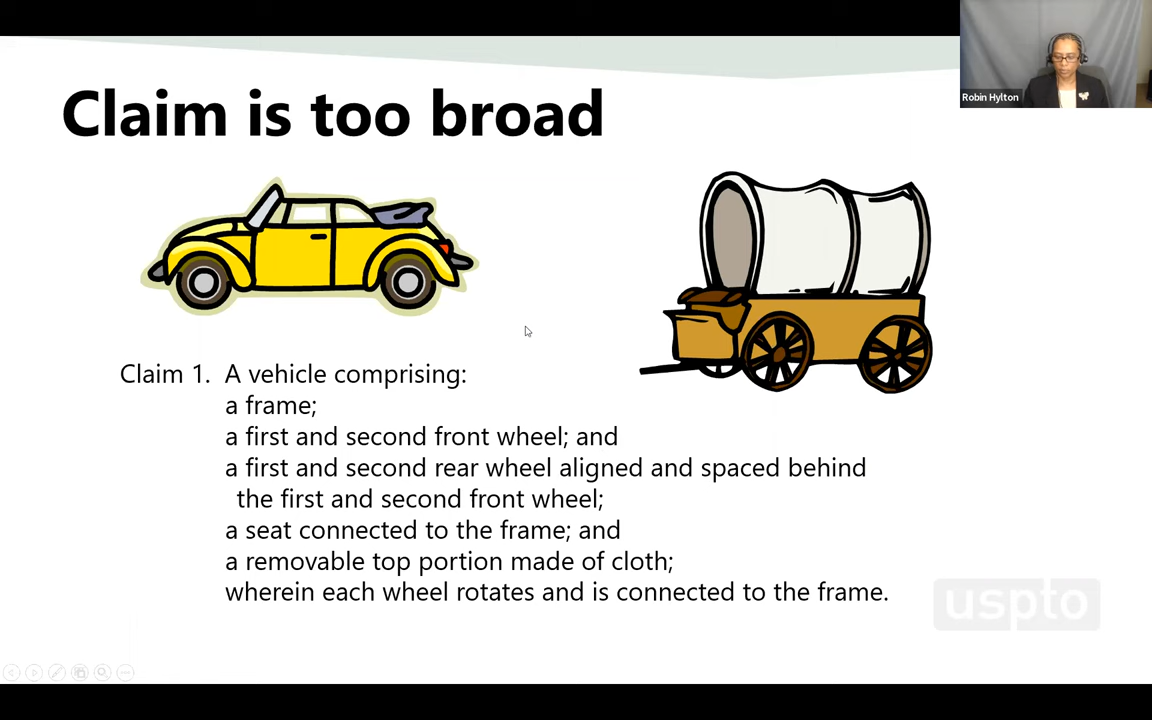 Robin Hylton
Claim is too broad
Claim 1. A vehicle comprising:
a frame;
a first and second front wheel; and
a first and second rear wheel aligned and spaced behind
the first and second front wheel;
a seat connected to the frame; and
a removable top portion made of cloth;
wherein each wheel rotates and is connected to the frame.
uspto